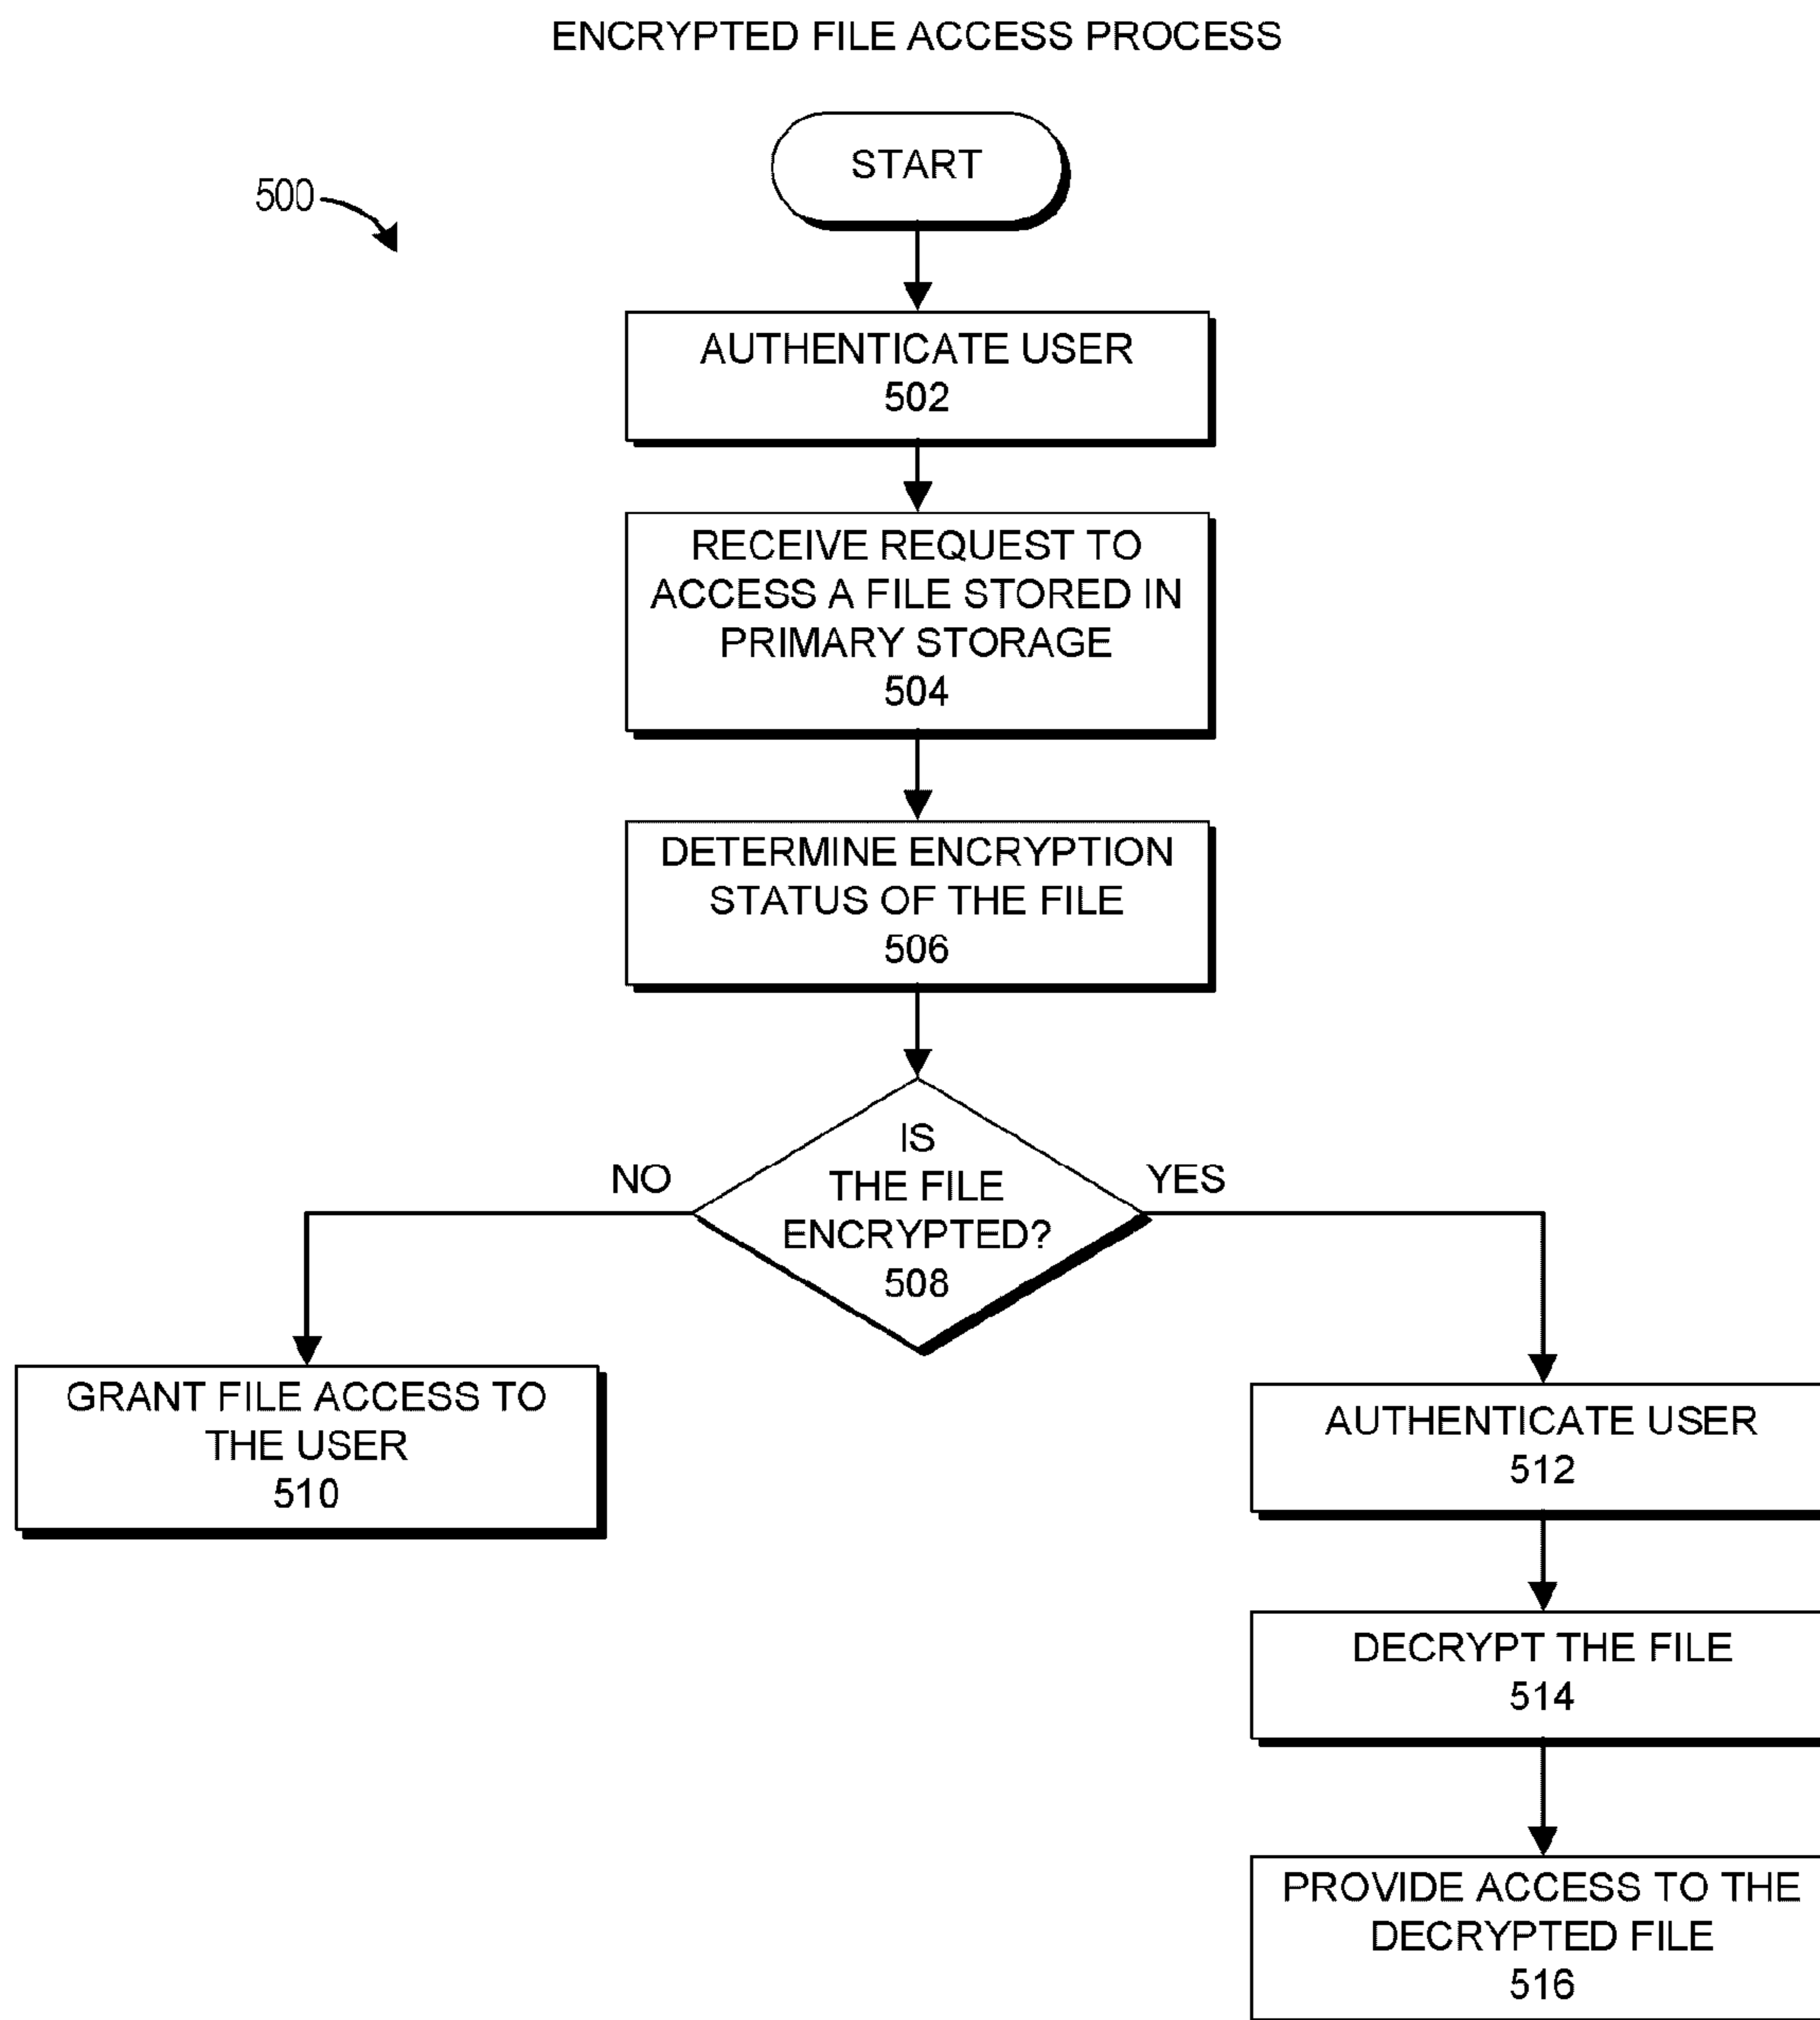 ENCRYPTED FILE ACCESS PROCESS
START
500
AUTHENTICATE USER
502
RECEIVE REQUEST TO
ACCESS A FILE STORED IN
PRIMARY STORAGE
504
DETERMINE ENCRYPTION
STATUS OF THE FILE
506
IS
THE FILE
ENCRYPTED?
508
NO
YES
GRANT FILE ACCESS TO
THE USER
510
AUTHENTICATE USER
512
DECRYPT THE FILE
514
PROVIDE ACCESS TO THE
DECRYPTED FILE
516